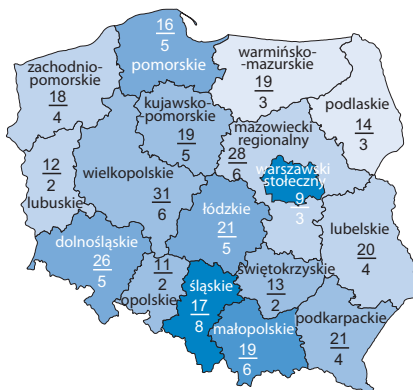 16
5
pomorskie
warmińsko-
mazurskie
19
3
zachodnio-
pomorskie
18
4
kujawsko-
pomorskie
19
5
podlaskie
14
3
mazowiecki
regionalny
28
6
warszawski
stołeczny
9
3
12
2
lubuskie
wielkopolskie
31
6
łódzkie
21
5
lubelskie
20
4
dolnośląskie
26
5
11
2
opolskie
śląskie
17
8
świętokrzyskie
13
2
małopolskie
19
6
podkarpackie
21
4